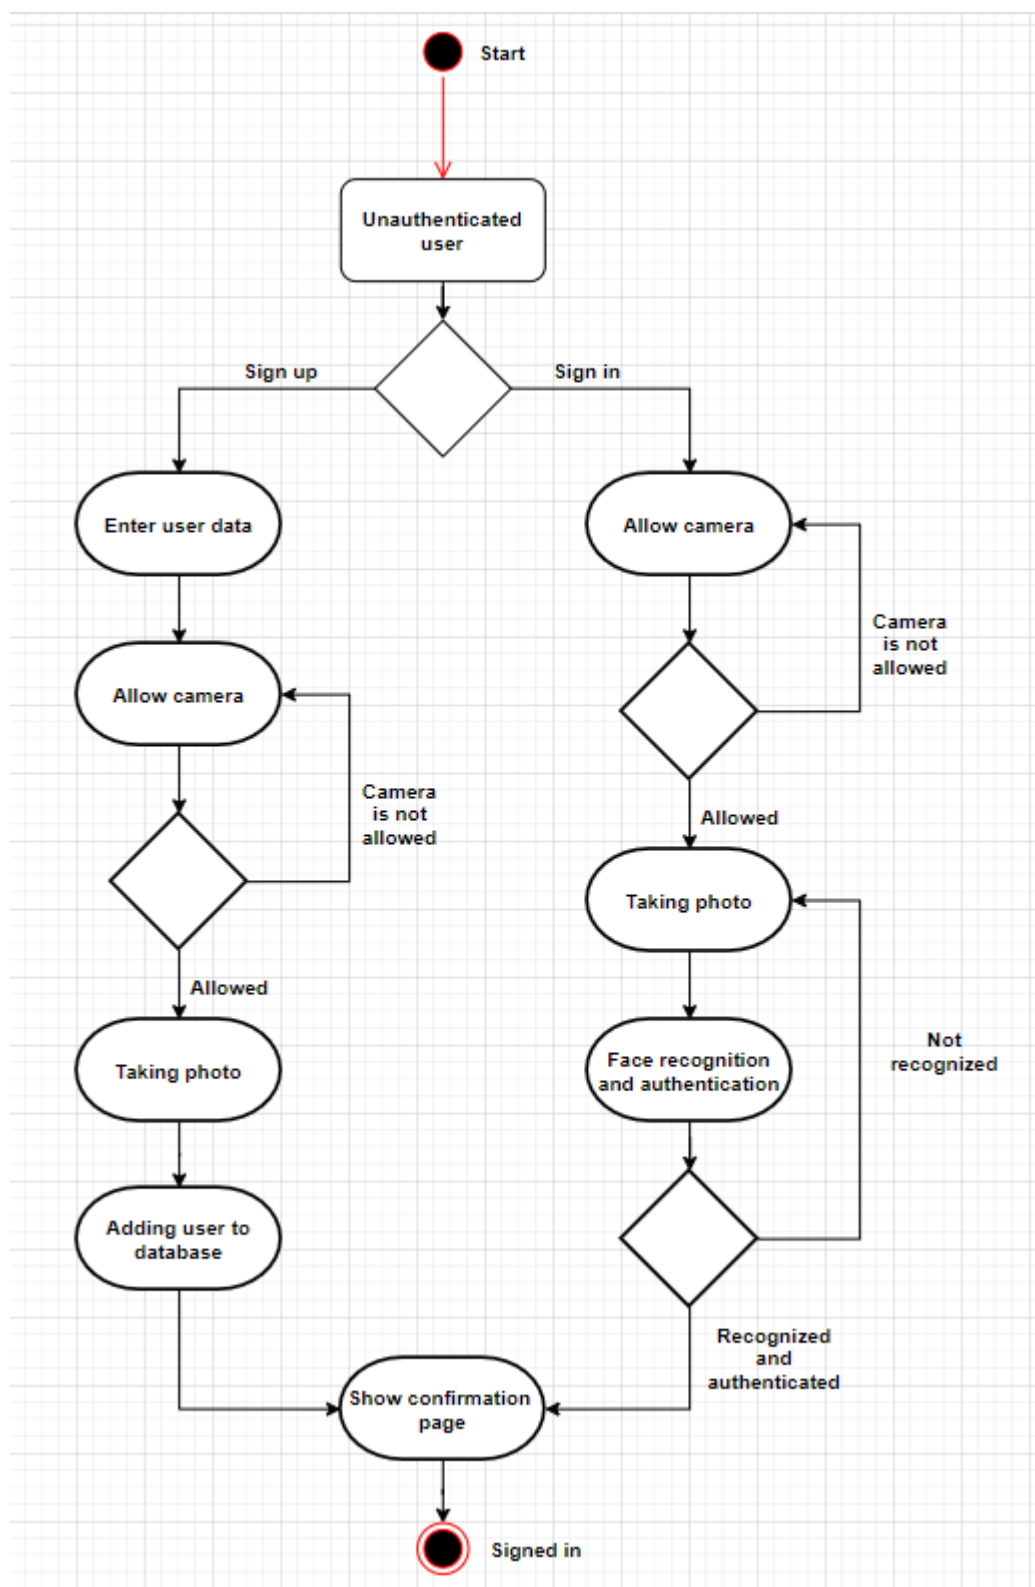 Start
Unauthenticated
user
Sign up
Sign in
Enter user data
Allow camera
Camera
is not
allowed
Allow camera
Camera
is not
allowed
Allowed
Taking photo
Allowed
Taking photo
Face recognition
and authentication
Not
recognized
Adding user to
database
Recognized
and
authenticated
Show confirmation
page
Signed in